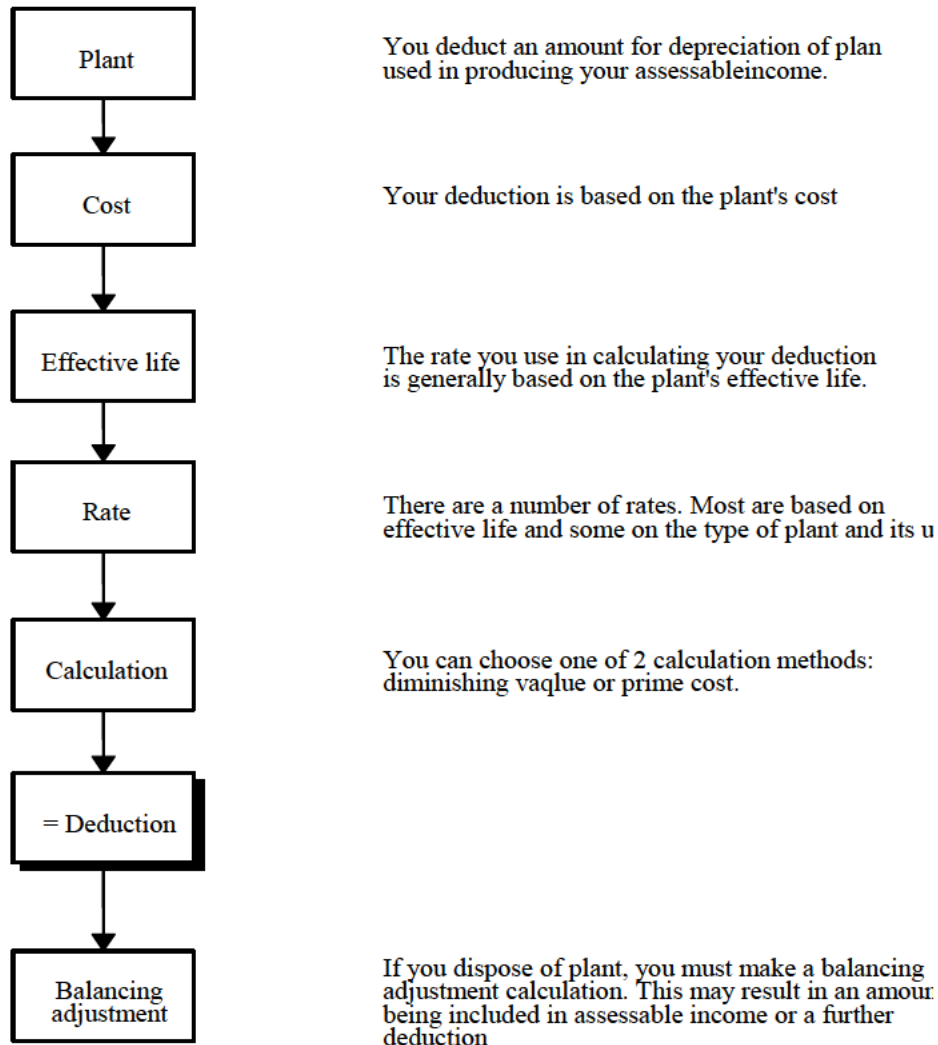 Plant
You deduct an amount for depreciation of plan
used in producing your assessableincome.
Cost
Your deduction is based on the plant's cost
Effective life
The rate you use in calculating your deduction
is generally based on the plant's effective life.
Rate
There are a number of rates. Most are based on
effective life and some on the type of plant and its u
Calculation
You can choose one of 2 calculation methods:
diminishing vaqlue or prime cost.
= Deduction
Balancing
adjustment
If you dispose of plant, you must make a balancing
adjustment calculation. This may result in an amour
being included in assessable income or a further
deduction